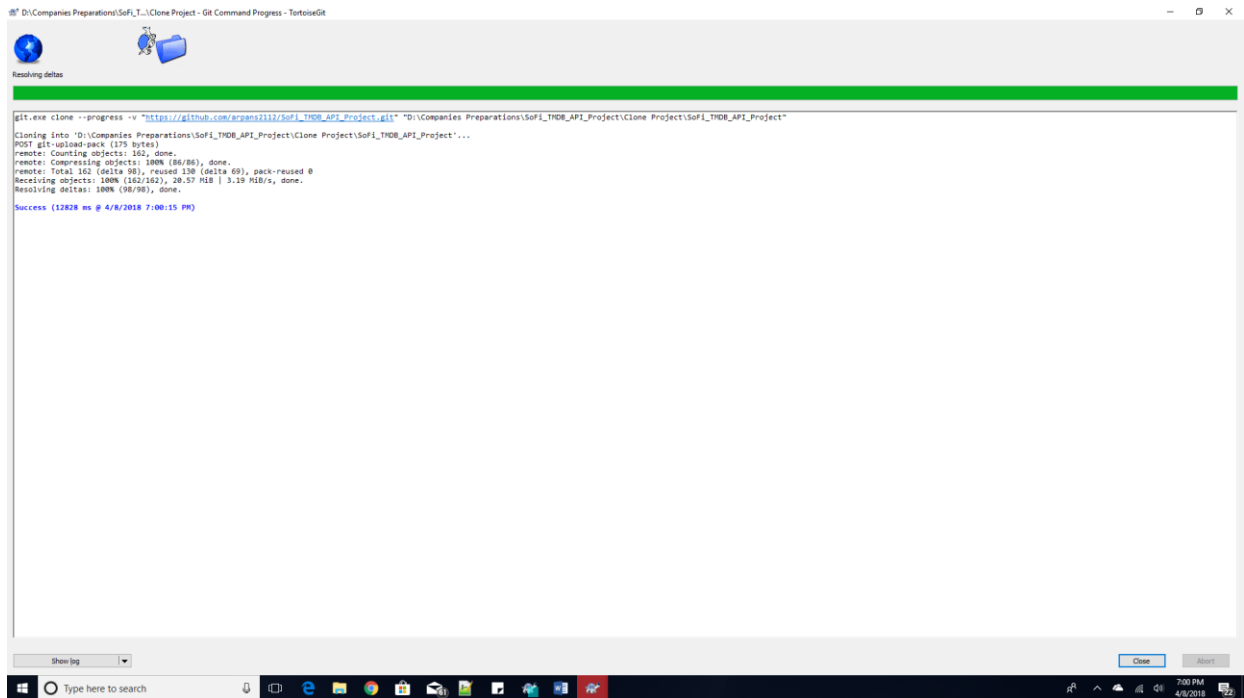 D:\Companies Preparations\SoFi_T...\Clone Project - Git Command Progress - TortoiseGit
Resolving deltas
git.exe clone --progress -v "https://github.com/arpans2112/SoFi_TMDB_API_Project.git" "D:\Companies Preparations\SoFi_TMDB_API_Project\Clone Project\SoFi_TMDB_API_Project"
Cloning into 'D:\Companies Preparations\SoFi_TMDB_API_Project\Clone Project\SoFi_TMDB_API_Project'...
POST git-upload-pack (175 bytes)
remote: Counting objects: 162, done.
remote: Compressing objects: 100% (86/86), done.
remote: Total 162 (delta 98), reused 130 (delta 69), pack-reused 0
Receiving objects: 100% (162/162), 20.57 MiB | 3.19 MiB/s, done.
Resolving deltas: 100% (98/98), done.
Success (12828 ms @ 4/8/2018 7:00:15 PM)
Show log
Close
Abort
Type here to search
7:00 PM
4/8/2018
22